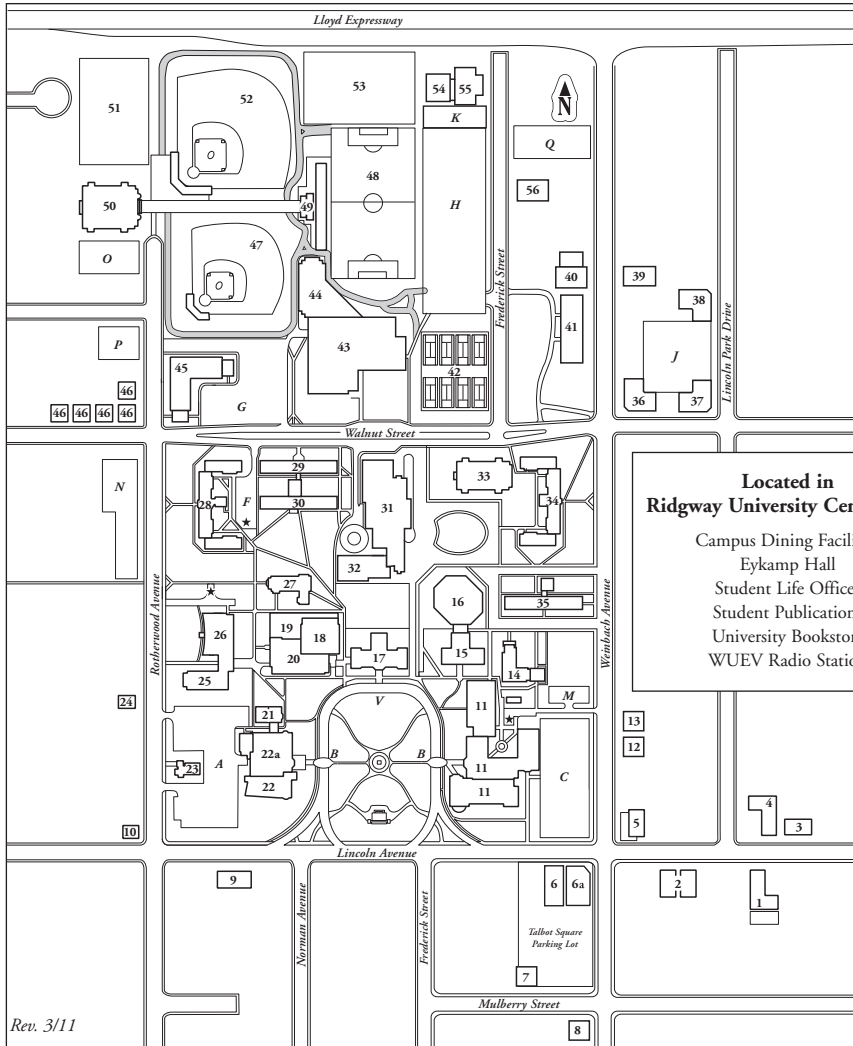 Lloyd Expressway
51
52
53
54
55
K
N
Q
O
48
H
56
50
49
47
O
O
44
40
39
38
Frederick Street
41
Lincoln Park Drive
P
43
42
J
45
46
46 46 46 46
G
36
37
Walnut Street
29
33
28
F
30
31
34
N
Located in
Ridgway University Cen
Campus Dining Facili
Eykamp Hall
Student Life Office
Student Publication
University Bookstor
WUEV Radio Statio
32
27
16
35
Rotherwood Avenue
Weinbach Avenue
26
19
18
20
17
15
14
25
24
V
M
21
11
13
12
22a
B
B
11
C
A
23
22
11
4
3
5
10
Lincoln Avenue
9
6
6a
2
1
Norman Avenue
Frederick Street
Talbot Square
Parking Lot
7
Mulberry Street
Rev. 3/11
8